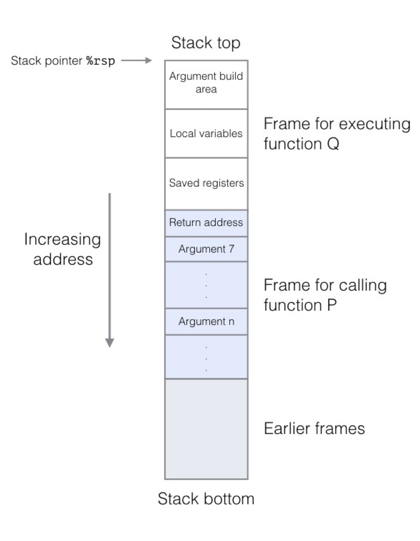 Stack top
Stack pointer %rsp
Argument build
area
Local variables
Frame for executing
function Q
Saved registers
Return address
Increasing
address
Argument 7
.
.
.
Frame for calling
function P
Argument n
.
.
.
Earlier frames
Stack bottom